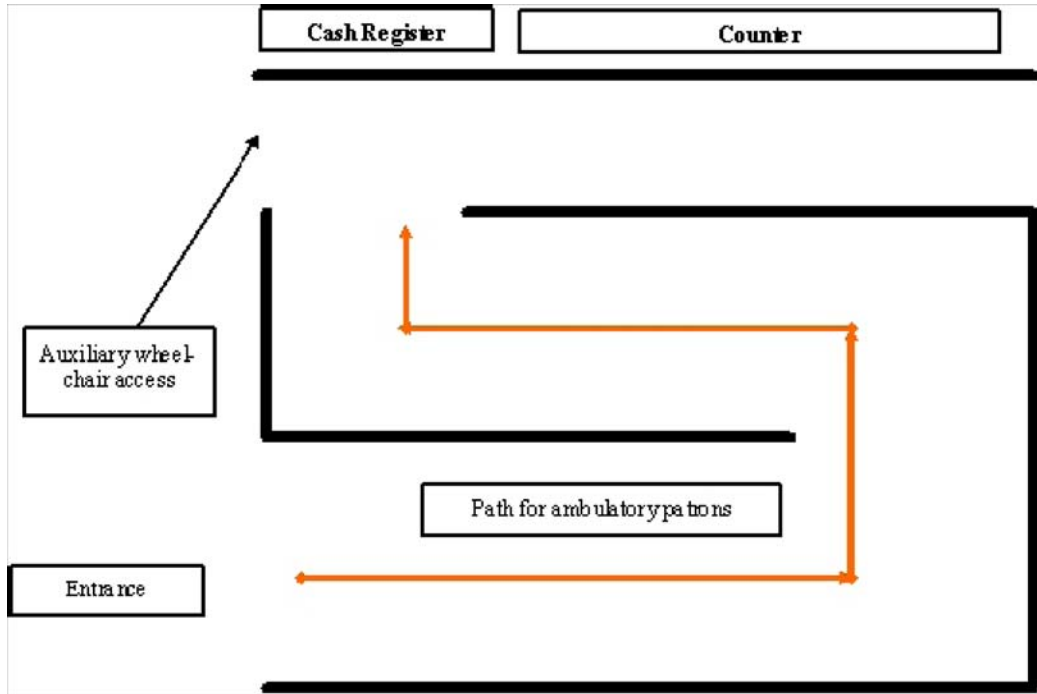 Cash Register
Counter
Auxiliary wheel-
chair access
Path for ambulatory patrons
Entrance